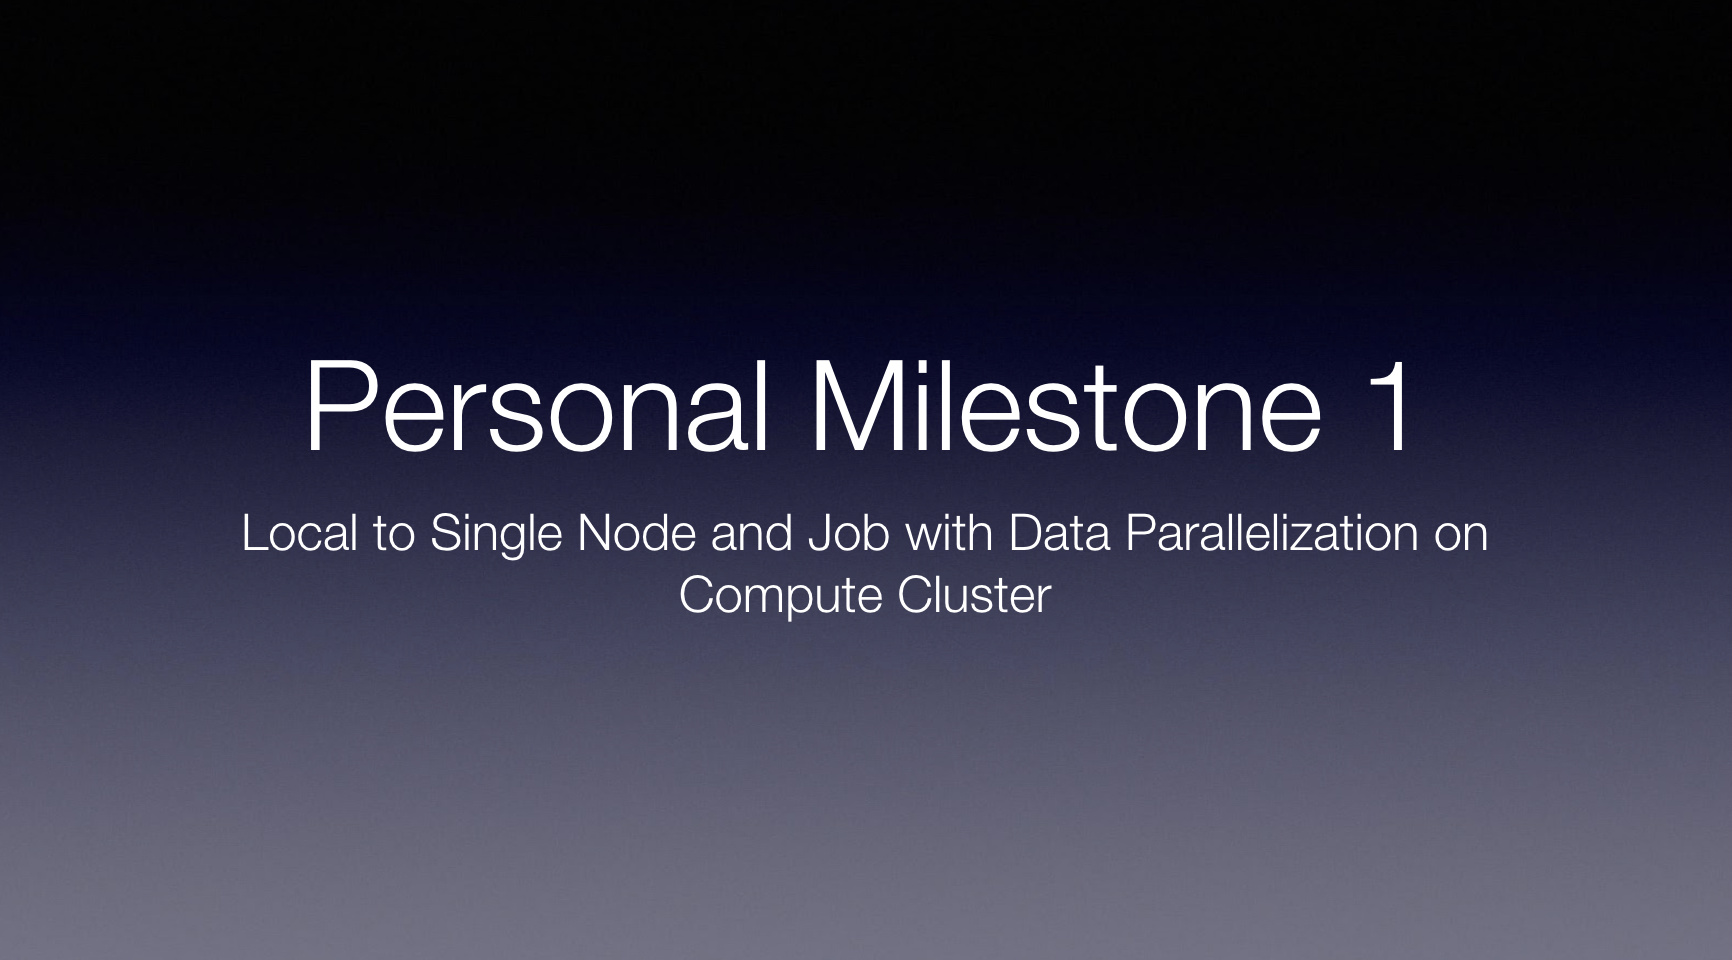 Personal Milestone 1
Local to Single Node and Job with Data Parallelization on
Compute Cluster